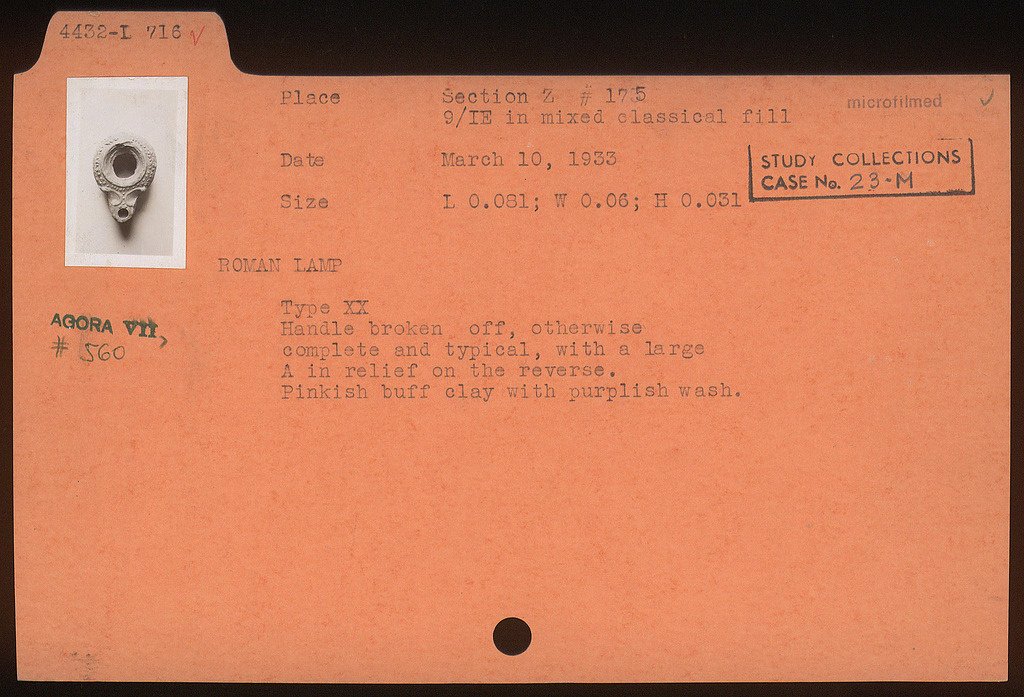 4432-L 716 ✓
Place Section Z # 175
9/IE in mixed classical fill
microfilmed
Date March 10, 1933
STUDY COLLECTIONS
CASE No. 23-M
Size L 0.081; W 0.06; H 0.031
ROMAN LAMP
AGORA VII,
# 560
Type XX
Handle broken off, otherwise
complete and typical, with a large
A in relief on the reverse.
Pinkish buff clay with purplish wash.